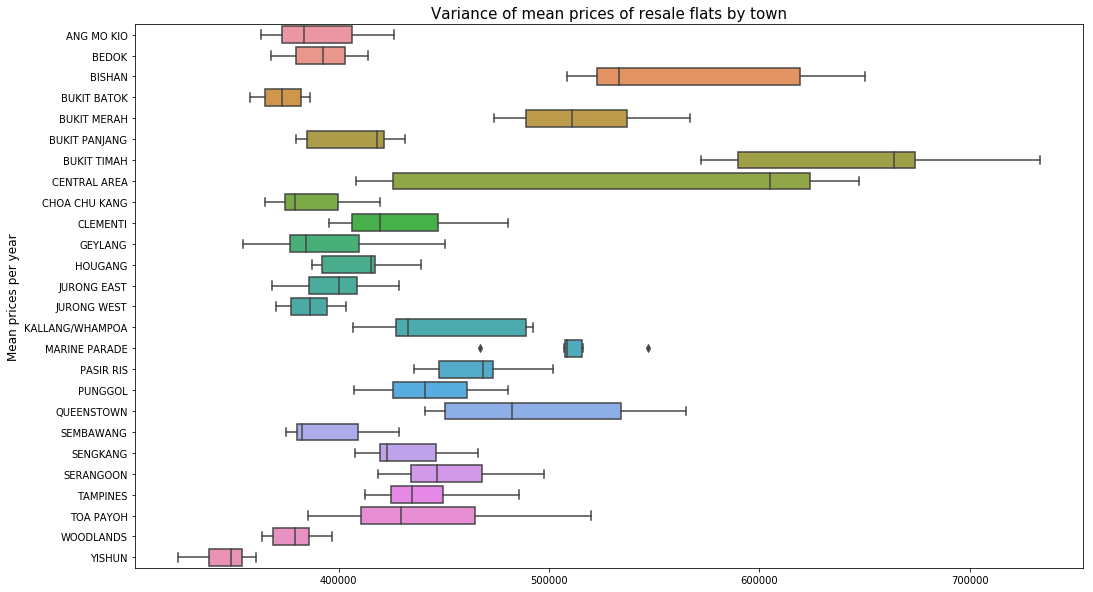 Variance of mean prices of resale flats by town
Mean prices per year
ANG MO KIO
BEDOK
BISHAN
BUKIT BATOK
BUKIT MERAH
BUKIT PANJANG
BUKIT TIMAH
CENTRAL AREA
CHOA CHU KANG
CLEMENTI
GEYLANG
HOUGANG
JURONG EAST
JURONG WEST
KALLANG/WHAMPOA
MARINE PARADE
PASIR RIS
PUNGGOL
QUEENSTOWN
SEMBAWANG
SENGKANG
SERANGOON
TAMPINES
TOA PAYOH
WOODLANDS
YISHUN
400000 500000 600000 700000